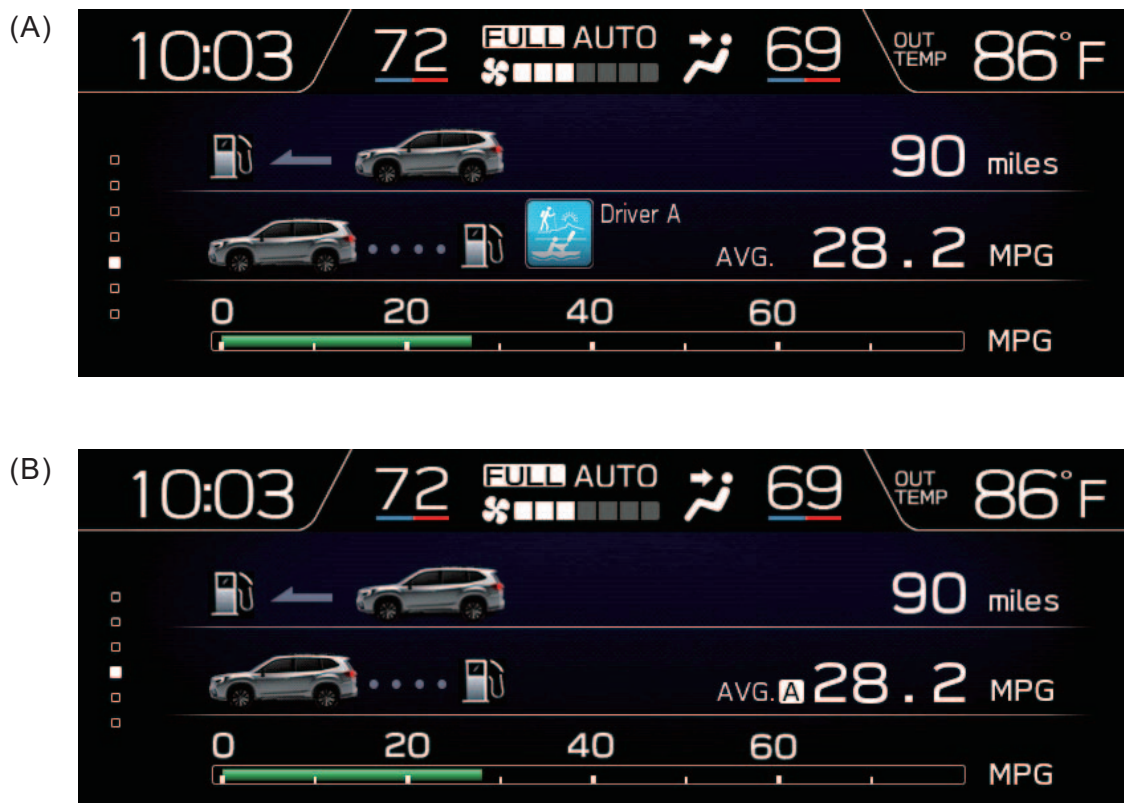 (A)
10:03 72 FULL AUTO 69 OUT TEMP 86°F
90 miles
Driver A
AVG. 28.2 MPG
0 20 40 60
MPG
(B)
10:03 72 FULL AUTO 69 OUT TEMP 86°F
90 miles
AVG. A 28.2 MPG
0 20 40 60
MPG